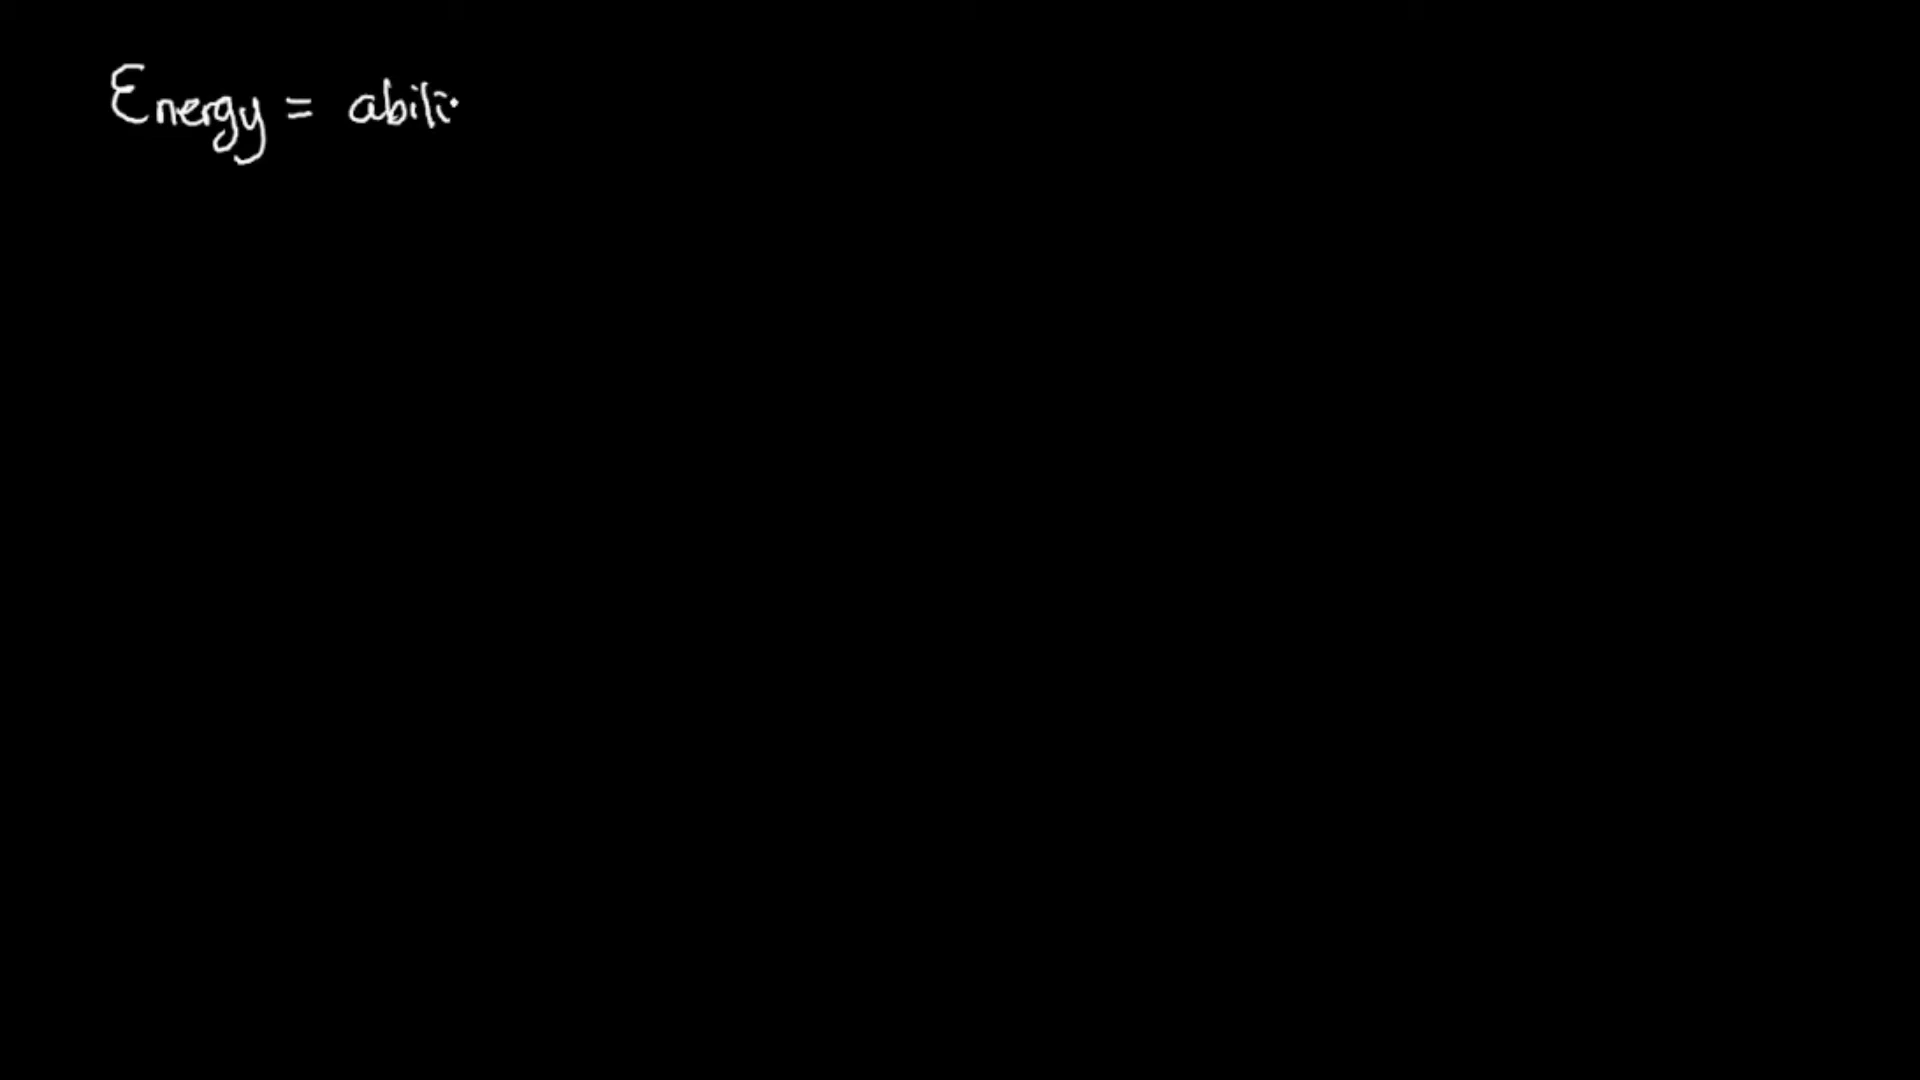 Energy = abili